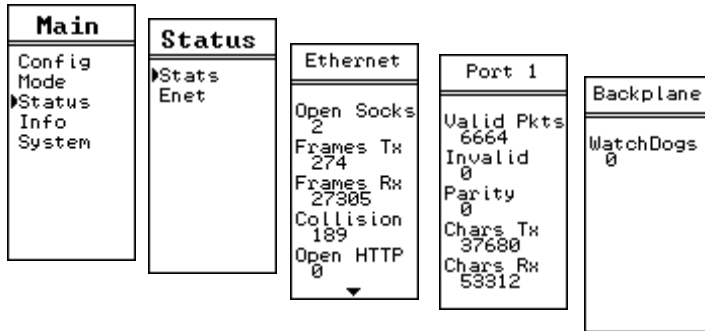 Main
Config
Mode
Status
Info
System
Status
Stats
Enet
Ethernet
Open Socks
2
Frames Tx
274
Frames Rx
27305
Collision
189
Open HTTP
0
Port 1
Valid Pkts
6664
Invalid
0
Parity
0
Chars Tx
37680
Chars Rx
53312
Backplane
WatchDogs
0